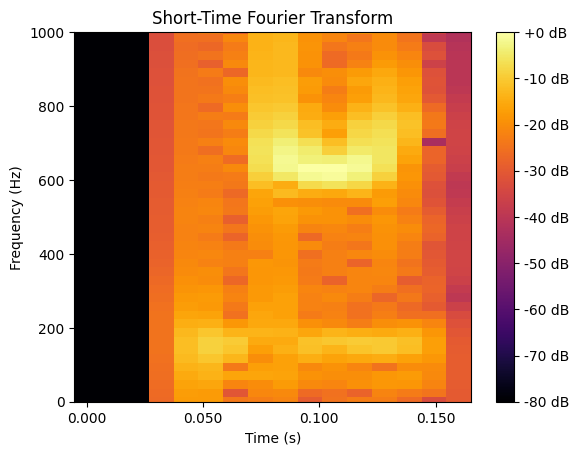 Short-Time Fourier Transform
1000
800
600
400
200
0
Frequency (Hz)
0.000
0.050
0.100
0.150
Time (s)
+0 dB
-10 dB
-20 dB
-30 dB
-40 dB
-50 dB
-60 dB
-70 dB
-80 dB